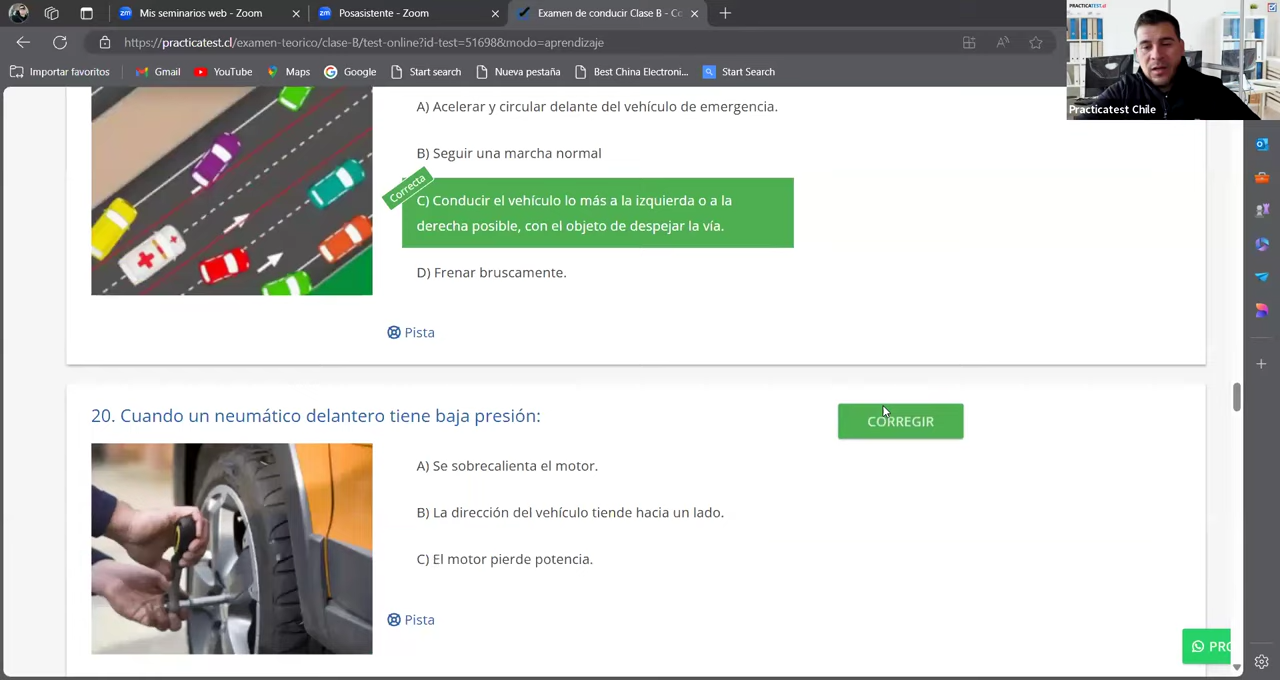 Mis seminarios web - Zoom
Posasistente - Zoom
Examen de conducir Clase B - Co
https://practicatest.cl/examen-teorico/clase-B/test-online?id-test=51698&modo=aprendizaje
Importar favoritos
Gmail
YouTube
Maps
Google
Start search
Nueva pestaña
Best China Electroni...
Start Search
PRACTICATEST.cl
Practicatest Chile
A) Acelerar y circular delante del vehículo de emergencia.
B) Seguir una marcha normal
Correcta
C) Conducir el vehículo lo más a la izquierda o a la
derecha posible, con el objeto de despejar la vía.
D) Frenar bruscamente.
Pista
20. Cuando un neumático delantero tiene baja presión:
CORREGIR
A) Se sobrecalienta el motor.
B) La dirección del vehículo tiende hacia un lado.
C) El motor pierde potencia.
Pista
PRO